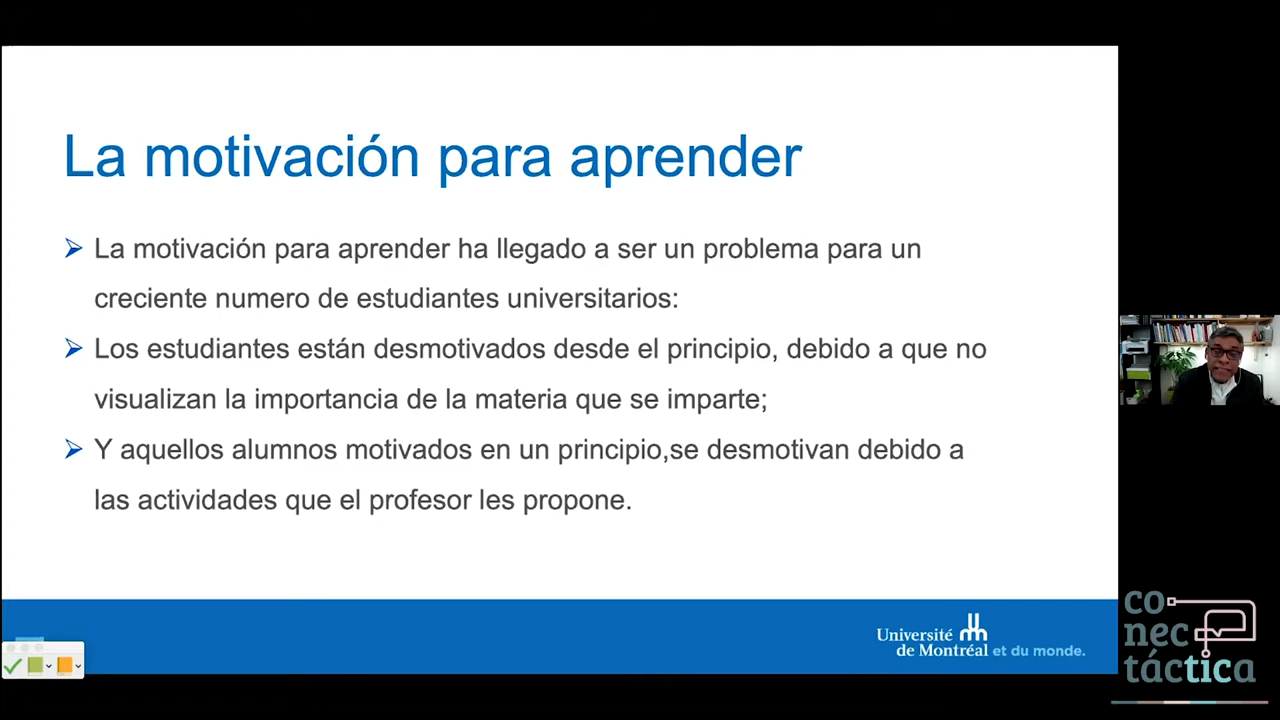 La motivación para aprender
La motivación para aprender ha llegado a ser un problema para un
creciente numero de estudiantes universitarios:
Los estudiantes están desmotivados desde el principio, debido a que no
visualizan la importancia de la materia que se imparte;
Y aquellos alumnos motivados en un principio,se desmotivan debido a
las actividades que el profesor les propone.
Université
de Montréal et du monde.
co
nec
táctica